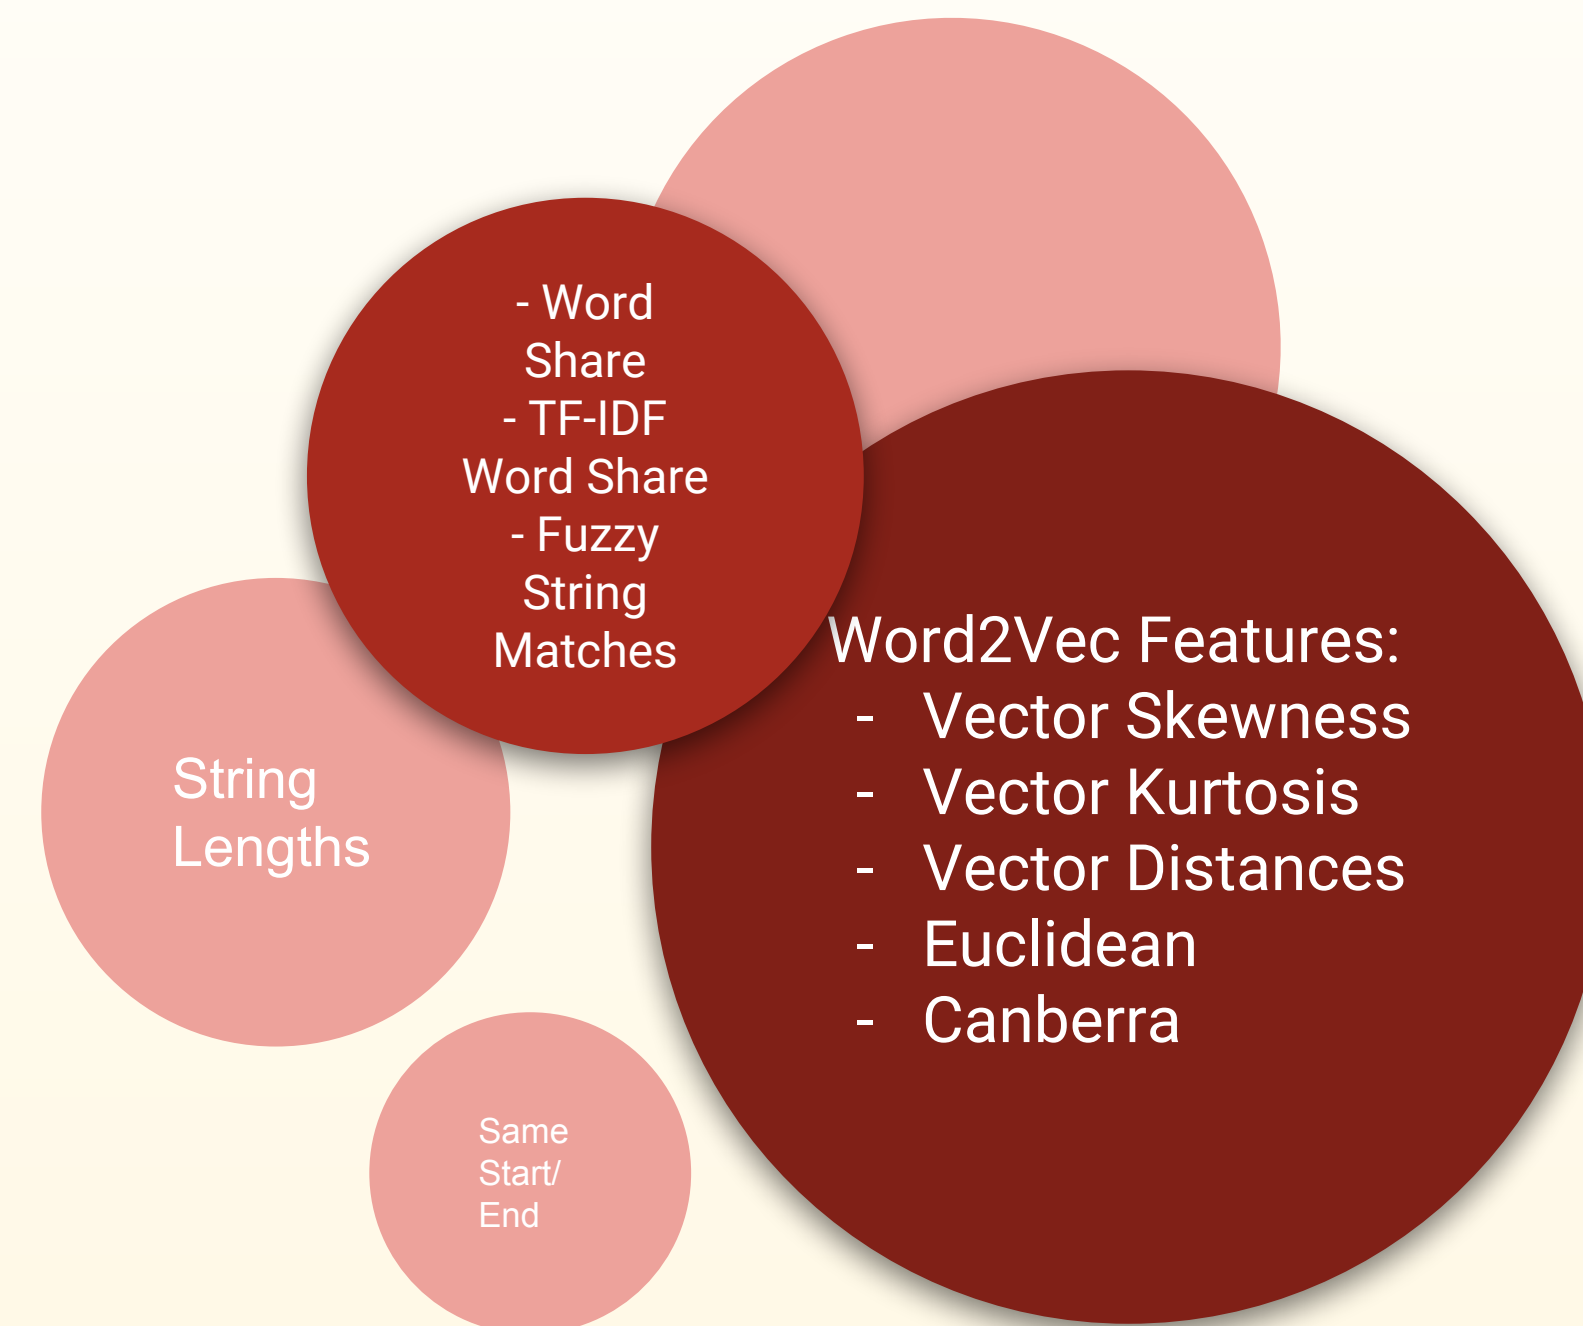 - Word
Share
- TF-IDF
Word Share
- Fuzzy
String
Matches
Word2Vec Features:
- Vector Skewness
- Vector Kurtosis
- Vector Distances
- Euclidean
- Canberra
String
Lengths
Same
Start/
End